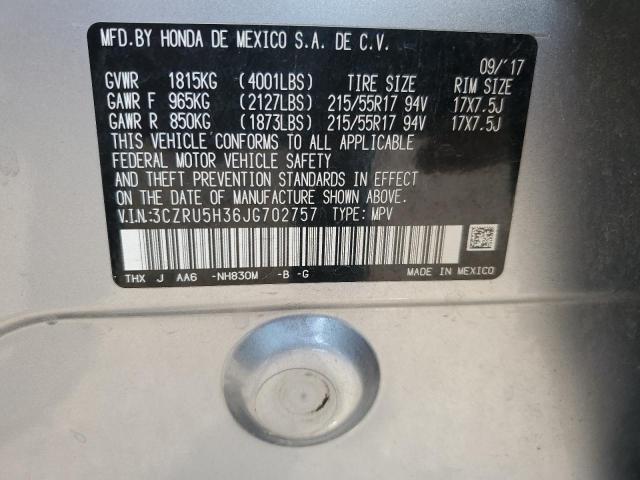 MFD.BY HONDA DE MEXICO S.A. DE C.V.
09/'17
GVWR 1815KG (4001LBS) TIRE SIZE RIM SIZE
GAWR F 965KG (2127LBS) 215/55R17 94V 17X7.5J
GAWR R 850KG (1873LBS) 215/55R17 94V 17X7.5J
THIS VEHICLE CONFORMS TO ALL APPLICABLE
FEDERAL MOTOR VEHICLE SAFETY
AND THEFT PREVENTION STANDARDS IN EFFECT
ON THE DATE OF MANUFACTURE SHOWN ABOVE.
V.I.N.:3CZRU5H36JG702757 TYPE: MPV
THX J AA6 -NH830M -B -G
MADE IN MEXICO